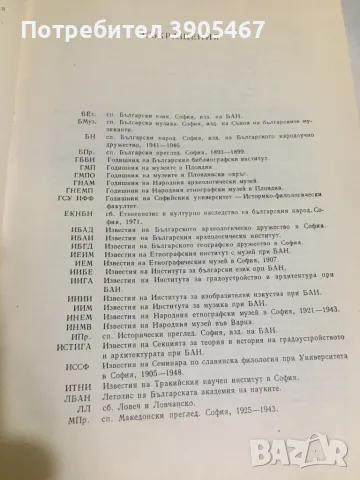 Потребител 3905467
СЪКРАЩЕНИЯ
БЕз. сп. Български език. София, изд. на БАН.
БМуз. сп. Българска музика. София, изд. на Съюза на българските музиканти.
БН сп. Български народ. София, изд. на Българското народоучно
дружество, 1941—1946.
БПр. сп. Български преглед. София, 1893—1899.
ГББИ Годишник на Българския библиографски институт.
ГМП Годишник на музеите в Пловдив.
ГМПО Годишник на музеите в Пловдивски окръг.
ГНАМ Годишник на Народния археологически музей.
ГНЕМП Годишник на Народния етнографски музей в Пловдив.
ГСУ ИФФ Годишник на Софийския университет — Историко-филологически
факултет.
ЕКНБН сб. Етногенезис и културно наследство на българския народ. Со-
фия, 1971.
ИБАД Известия на Българското археологическо дружество в София.
ИБАИ Известия на Българския археологически институт.
ИБГД Известия на Българското географско дружество в София.
ИЕИМ Известия на Етнографския институт с музей при БАН.
ИЕМ Известия на Етнографическия музей в София, 1907.
ИИБЕ Известия на Института за български език при БАН.
ИИГА Известия на Института за градоустройство и архитектура при
БАН.
ИИИИ Известия на Института за изобразителни изкуства при БАН.
ИИМ Известия на Института за музика при БАН.
ИНЕМ Известия на Народния етнографски музей в София, 1921—1943.
ИНМВ Известия на Народния музей във Варна.
ИПр. сп. Исторически преглед. София, изд. на БАН.
ИСТИГА Известия на Секцията за теория и история на градоустройството
и архитектурата при БАН.
ИССФ Известия на Семинара по славянска филология при Университета
в София, 1905—1948.
ИТНИ Известия на Тракийския научен институт в София.
ЛБАН Летопис на Българската академия на науките.
ЛЛ сб. Ловеч и Ловчанско.
МПр. сп. Македонски преглед. София, 1925—1943.
BAZAR